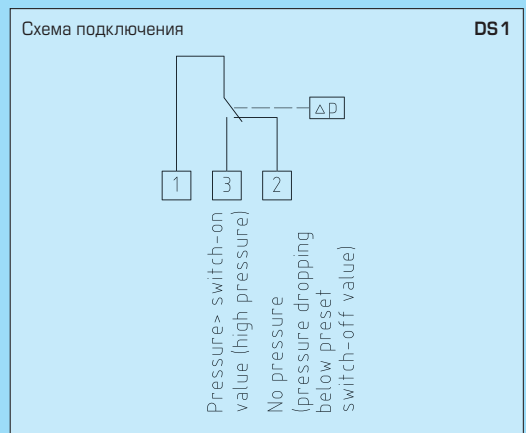 Схема подключения
DS1
Δp
1
3
2
Pressure> switch-on
value (high pressure)
No pressure
(pressure dropping
below preset
switch-off value)